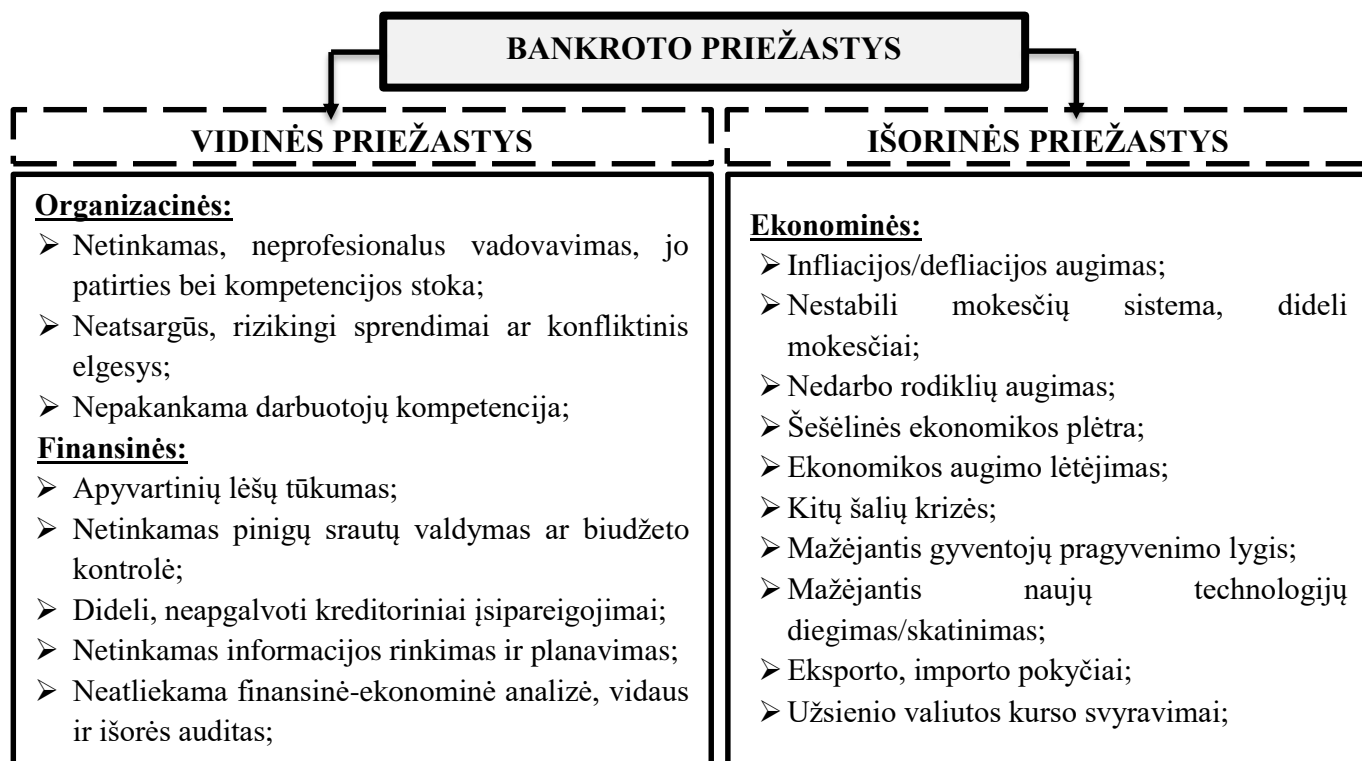 BANKROTO PRIEŽASTYS
VIDINĖS PRIEŽASTYS
Organizacinės:
➢ Netinkamas, neprofesionalus vadovavimas, jo
patirties bei kompetencijos stoka;
➢ Neatsargūs, rizikingi sprendimai ar konfliktinis
elgesys;
➢ Nepakankama darbuotojų kompetencija;
Finansinės:
➢ Apyvartinių lėšų tūkumas;
➢ Netinkamas pinigų srautų valdymas ar biudžeto
kontrolė;
➢ Dideli, neapgalvoti kreditoriniai įsipareigojimai;
➢ Netinkamas informacijos rinkimas ir planavimas;
➢ Neatliekama finansinė-ekonominė analizė, vidaus
ir išorės auditas;
IŠORINĖS PRIEŽASTYS
Ekonominės:
➢ Infliacijos/defliacijos augimas;
➢ Nestabili mokesčių sistema, dideli
mokesčiai;
➢ Nedarbo rodiklių augimas;
➢ Šešėlinės ekonomikos plėtra;
➢ Ekonomikos augimo lėtėjimas;
➢ Kitų šalių krizės;
➢ Mažėjantis gyventojų pragyvenimo lygis;
➢ Mažėjantis naujų technologijų
diegimas/skatinimas;
➢ Eksporto, importo pokyčiai;
➢ Užsienio valiutos kurso svyravimai;